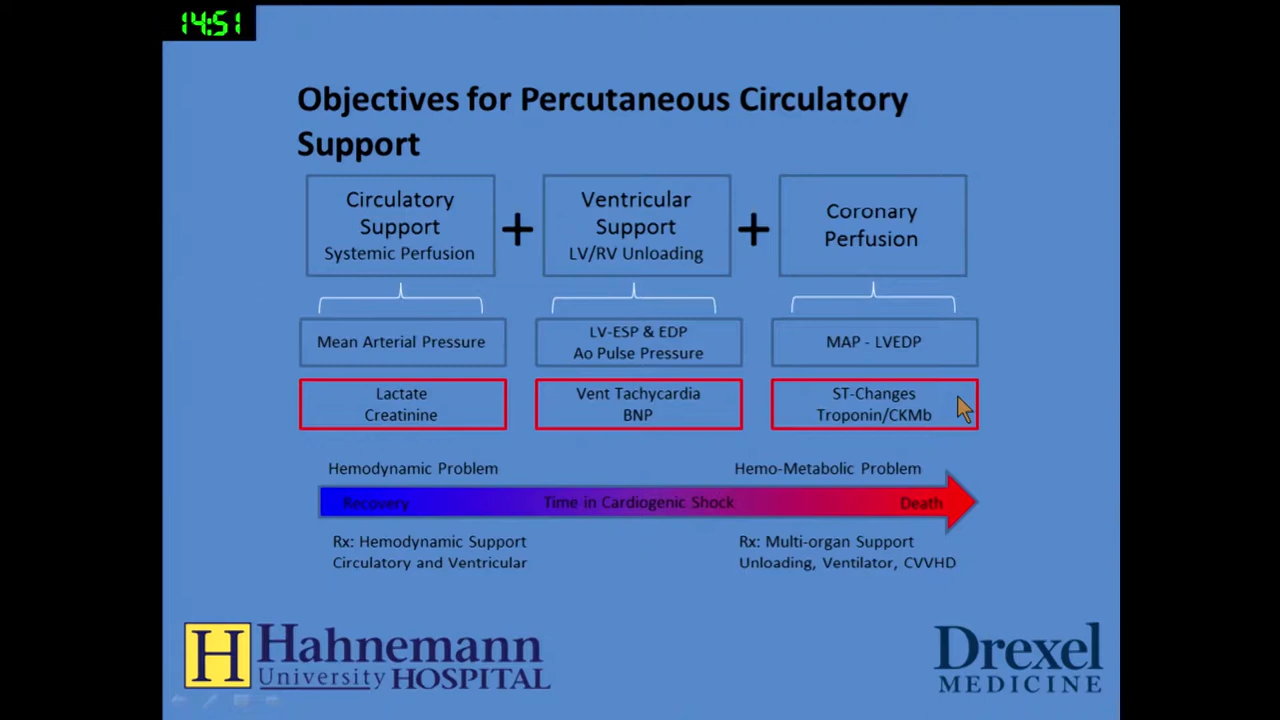 14:51
Objectives for Percutaneous Circulatory
Support
Circulatory
Support
Systemic Perfusion
+
Ventricular
Support
LV/RV Unloading
+
Coronary
Perfusion
Mean Arterial Pressure
LV-ESP & EDP
Ao Pulse Pressure
MAP - LVEDP
Lactate
Creatinine
Vent Tachycardia
BNP
ST-Changes
Troponin/CKMb
Hemodynamic Problem
Hemo-Metabolic Problem
Recovery
Time in Cardiogenic Shock
Death
Rx: Hemodynamic Support
Circulatory and Ventricular
Rx: Multi-organ Support
Unloading, Ventilator, CVVHD
H Hahnemann
University HOSPITAL
Drexel
MEDICINE